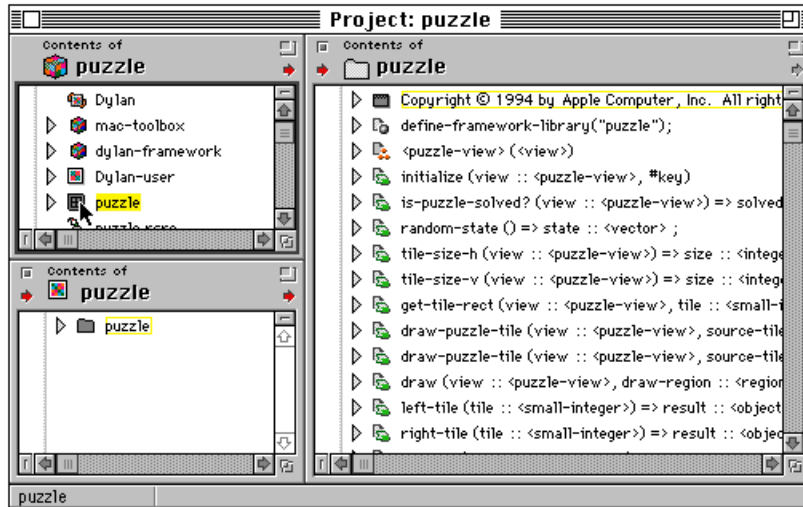 Project: puzzle
Contents of
puzzle
Dylan
mac-toolbox
dylan-framework
Dylan-user
puzzle
puzzle.rsrc
Contents of
puzzle
puzzle
Contents of
puzzle
Copyright © 1994 by Apple Computer, Inc. All right
define-framework-library("puzzle");
<puzzle-view> (<view>)
initialize (view :: <puzzle-view>, #key)
is-puzzle-solved? (view :: <puzzle-view>) => solved
random-state () => state :: <vector> ;
tile-size-h (view :: <puzzle-view>) => size :: <intege
tile-size-v (view :: <puzzle-view>) => size :: <intege
get-tile-rect (view :: <puzzle-view>, tile :: <small-i
draw-puzzle-tile (view :: <puzzle-view>, source-tile
draw-puzzle-tile (view :: <puzzle-view>, source-tile
draw (view :: <puzzle-view>, draw-region :: <region
left-tile (tile :: <small-integer>) => result :: <object
right-tile (tile :: <small-integer>) => result :: <objec
puzzle